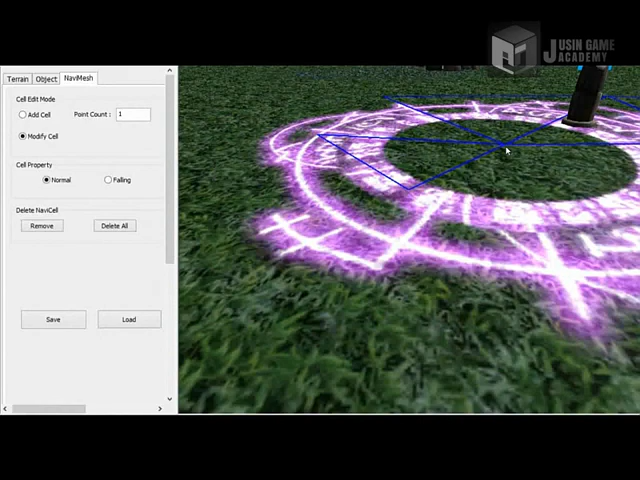 JUSIN GAME
ACADEMY
Terrain Object NaviMesh
Cell Edit Mode
Add Cell Point Count : 1
Modify Cell
Cell Property
Normal Falling
Delete NaviCell
Remove Delete All
Save Load